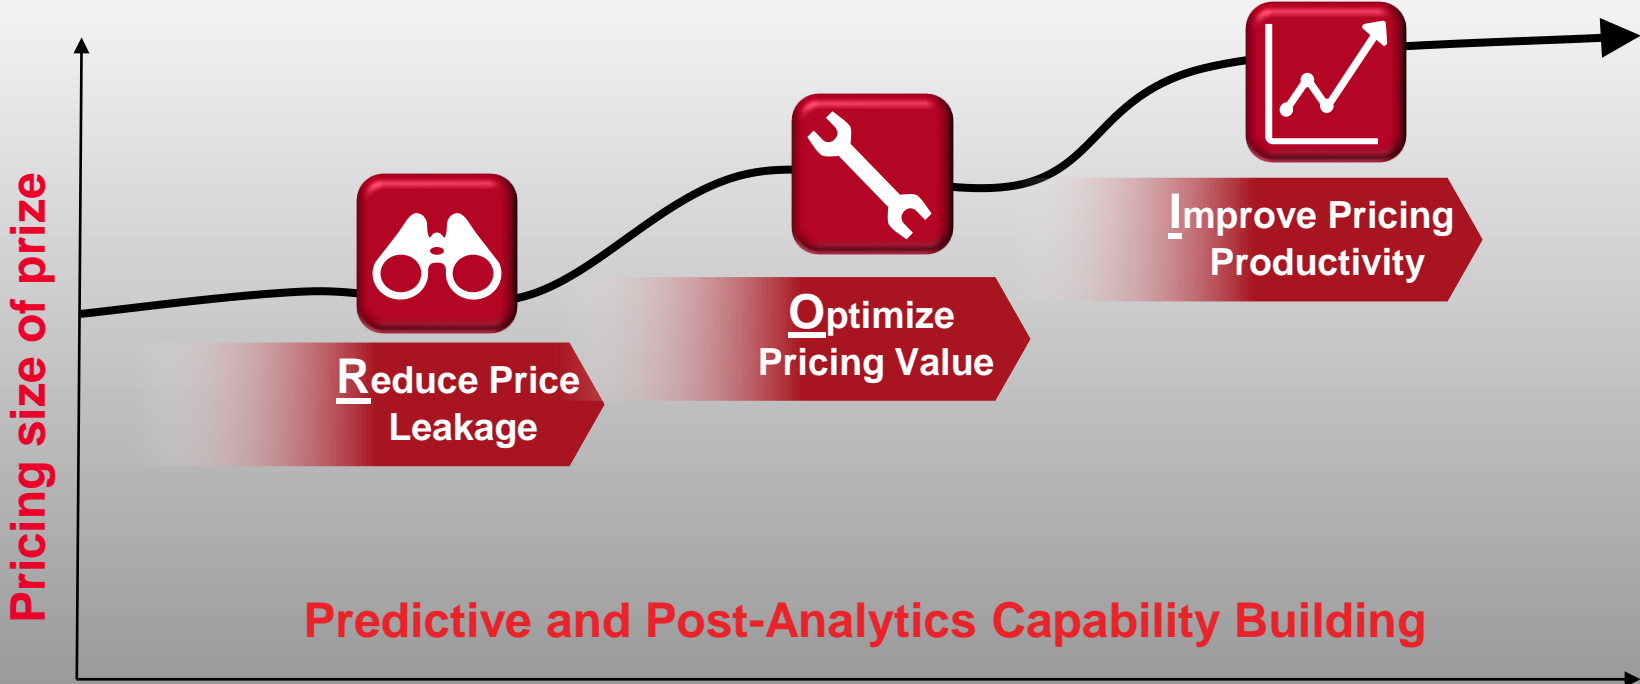 Pricing size of prize
Improve Pricing
Productivity
Optimize
Pricing Value
Reduce Price
Leakage
Predictive and Post-Analytics Capability Building